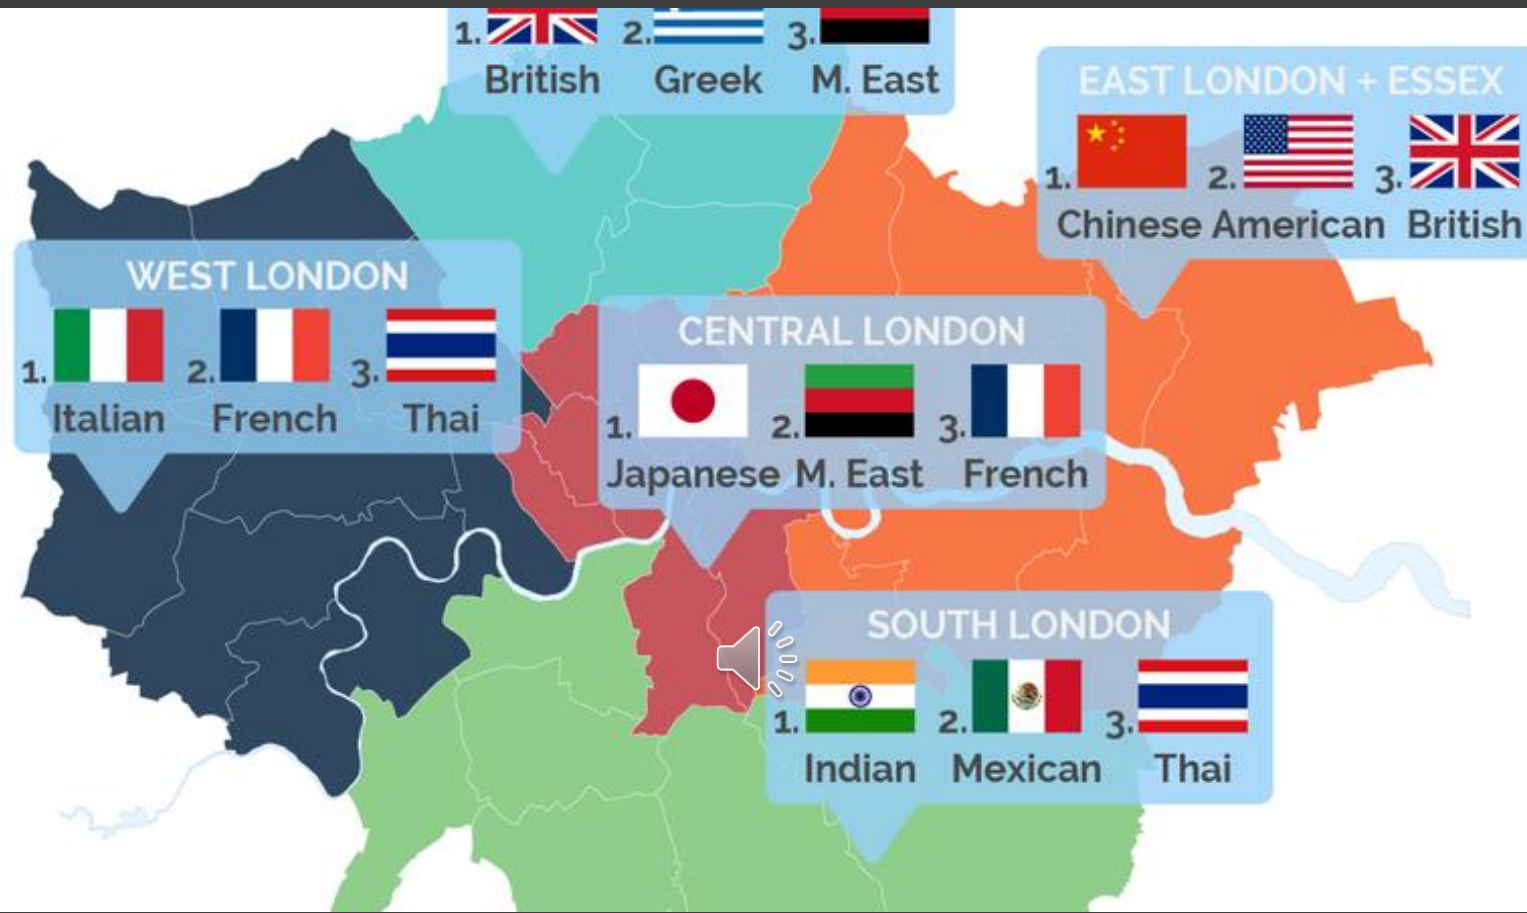 1. 2. 3.
British Greek M. East
EAST LONDON + ESSEX
1. 2. 3.
Chinese American British
WEST LONDON
1. 2. 3.
Italian French Thai
CENTRAL LONDON
1. 2. 3.
Japanese M. East French
SOUTH LONDON
1. 2. 3.
Indian Mexican Thai